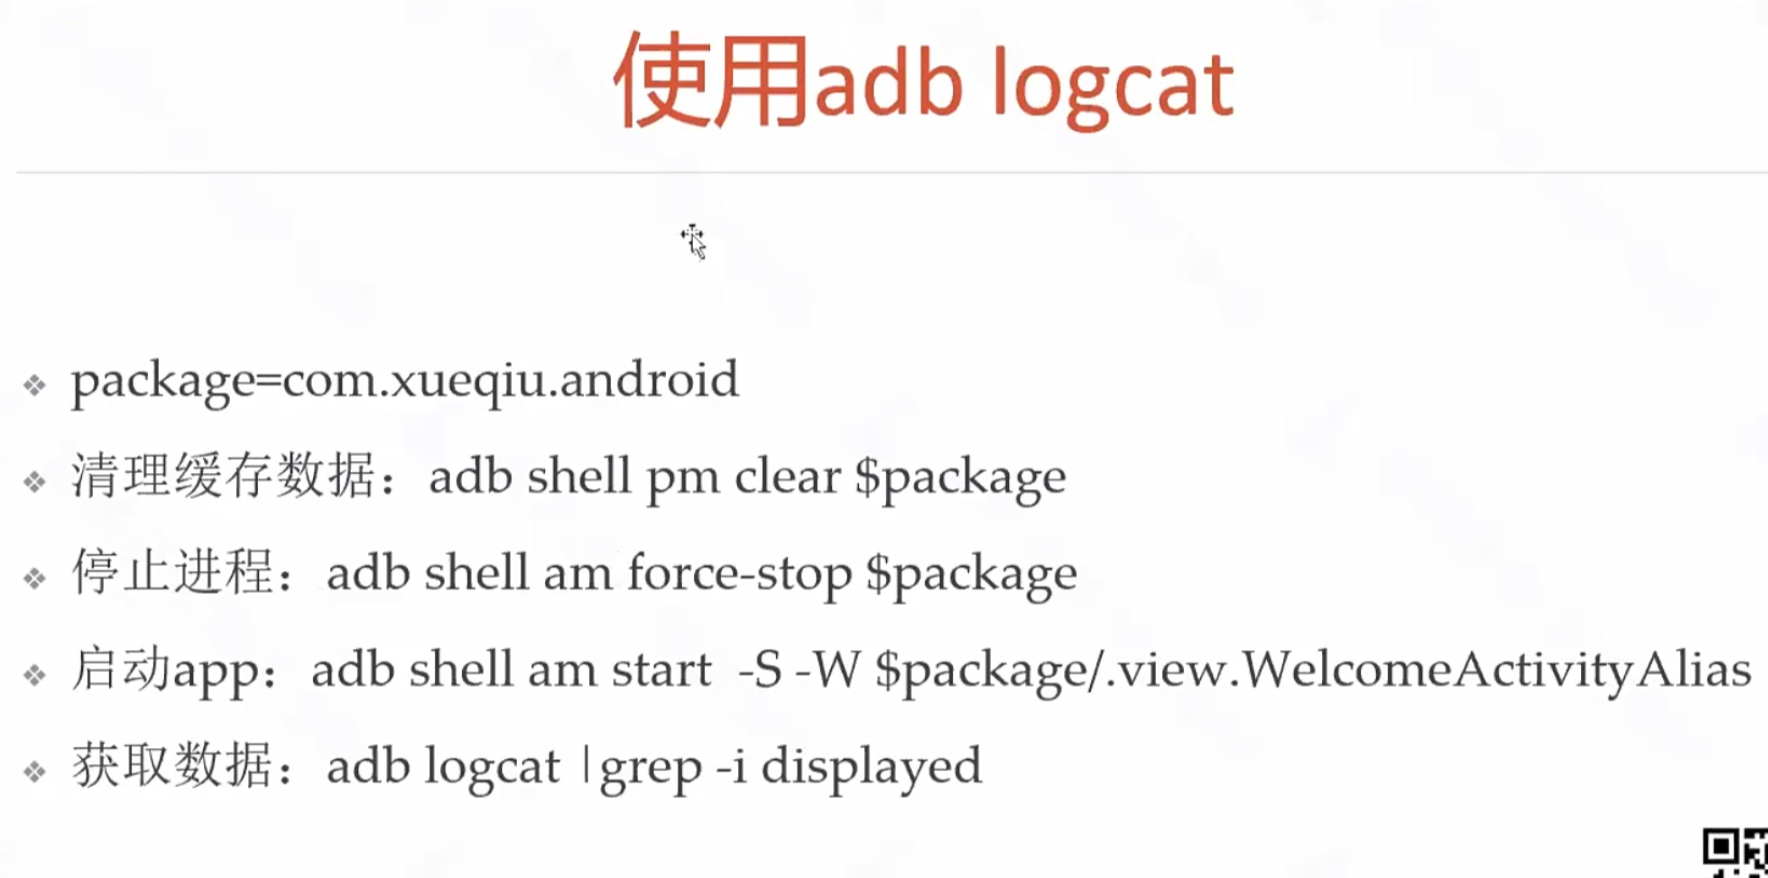 使用adb logcat
package=com.xueqiu.android
清理缓存数据：adb shell pm clear $package
停止进程：adb shell am force-stop $package
启动app：adb shell am start -S -W $package/.view.WelcomeActivityAlias
获取数据：adb logcat |grep -i displayed